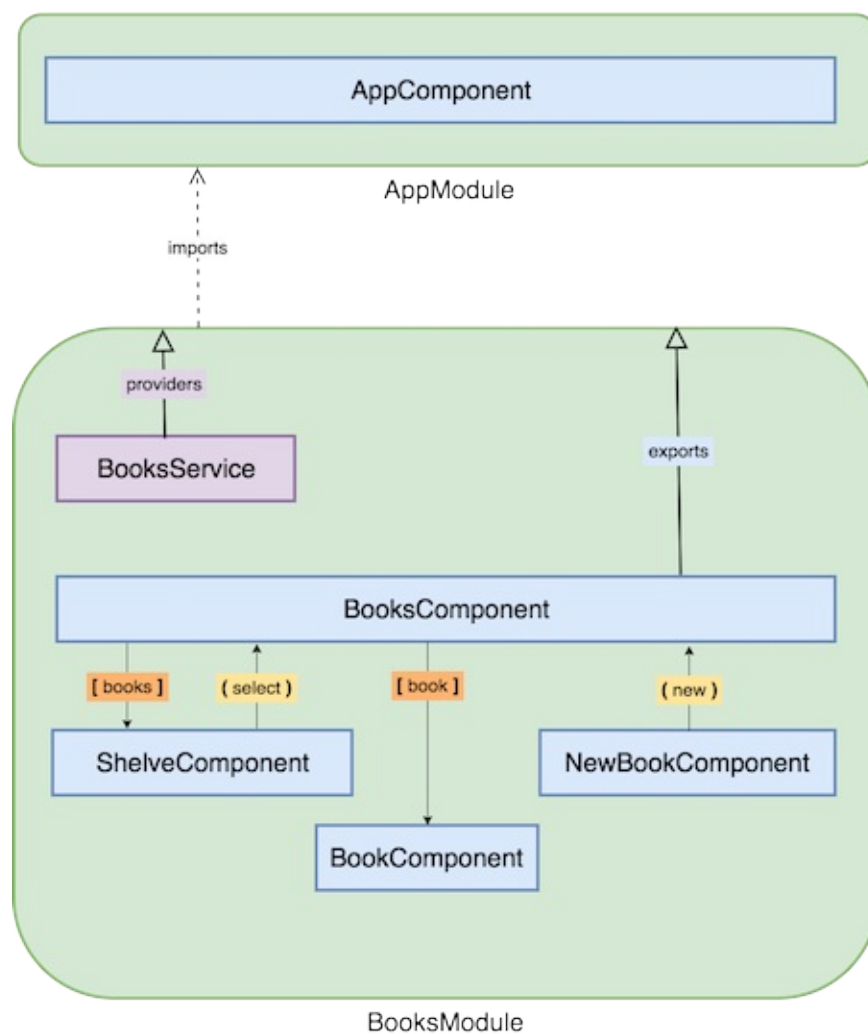 AppComponent
AppModule
imports
providers
BooksService
exports
BooksComponent
[ books ]
( select )
[ book ]
( new )
ShelveComponent
NewBookComponent
BookComponent
BooksModule